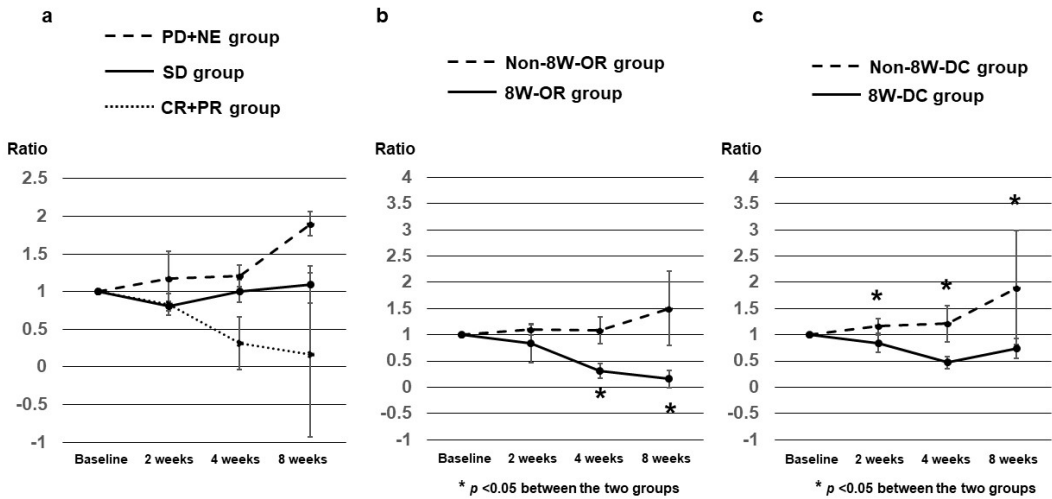 a
PD+NE group
SD group
CR+PR group
Ratio
2.5
2
1.5
1
0.5
0
-0.5
-1
Baseline 2 weeks 4 weeks 8 weeks
b
Non-8W-OR group
8W-OR group
Ratio
4
3.5
3
2.5
2
1.5
1
0.5
0
-0.5
-1
*
*
Baseline 2 weeks 4 weeks 8 weeks
* p <0.05 between the two groups
c
Non-8W-DC group
8W-DC group
Ratio
4
3.5
3
2.5
2
1.5
1
0.5
0
-0.5
-1
*
*
*
Baseline 2 weeks 4 weeks 8 weeks
* p <0.05 between the two groups